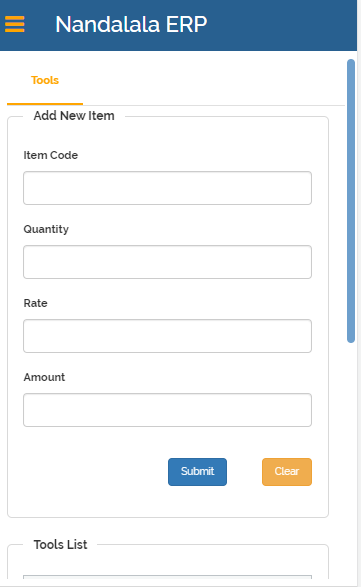 Nandalala ERP
Tools
Add New Item
Item Code
Quantity
Rate
Amount
Submit Clear
Tools List